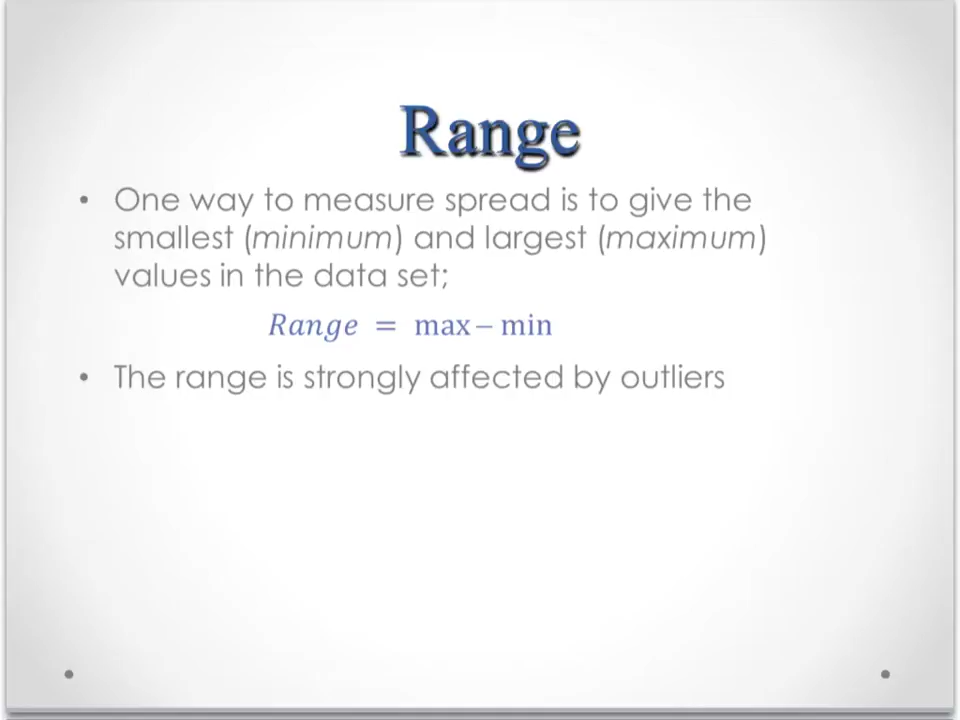 Range
• One way to measure spread is to give the
smallest (minimum) and largest (maximum)
values in the data set;
Range = max – min
• The range is strongly affected by outliers